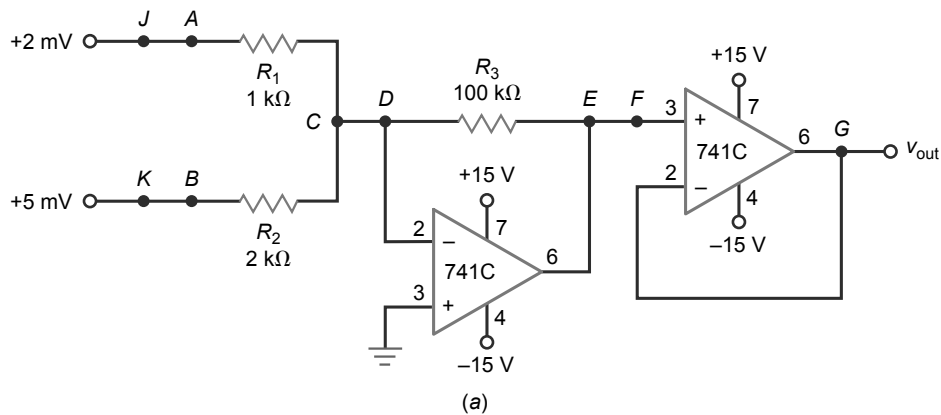 J A
+2 mV
R1
1 kΩ
C
D
R3
100 kΩ
E F
+15 V
7
3
+
741C
6
G
vout
2
–
4
–15 V
K B
+5 mV
R2
2 kΩ
+15 V
7
2
–
741C
6
3
+
4
–15 V
(a)